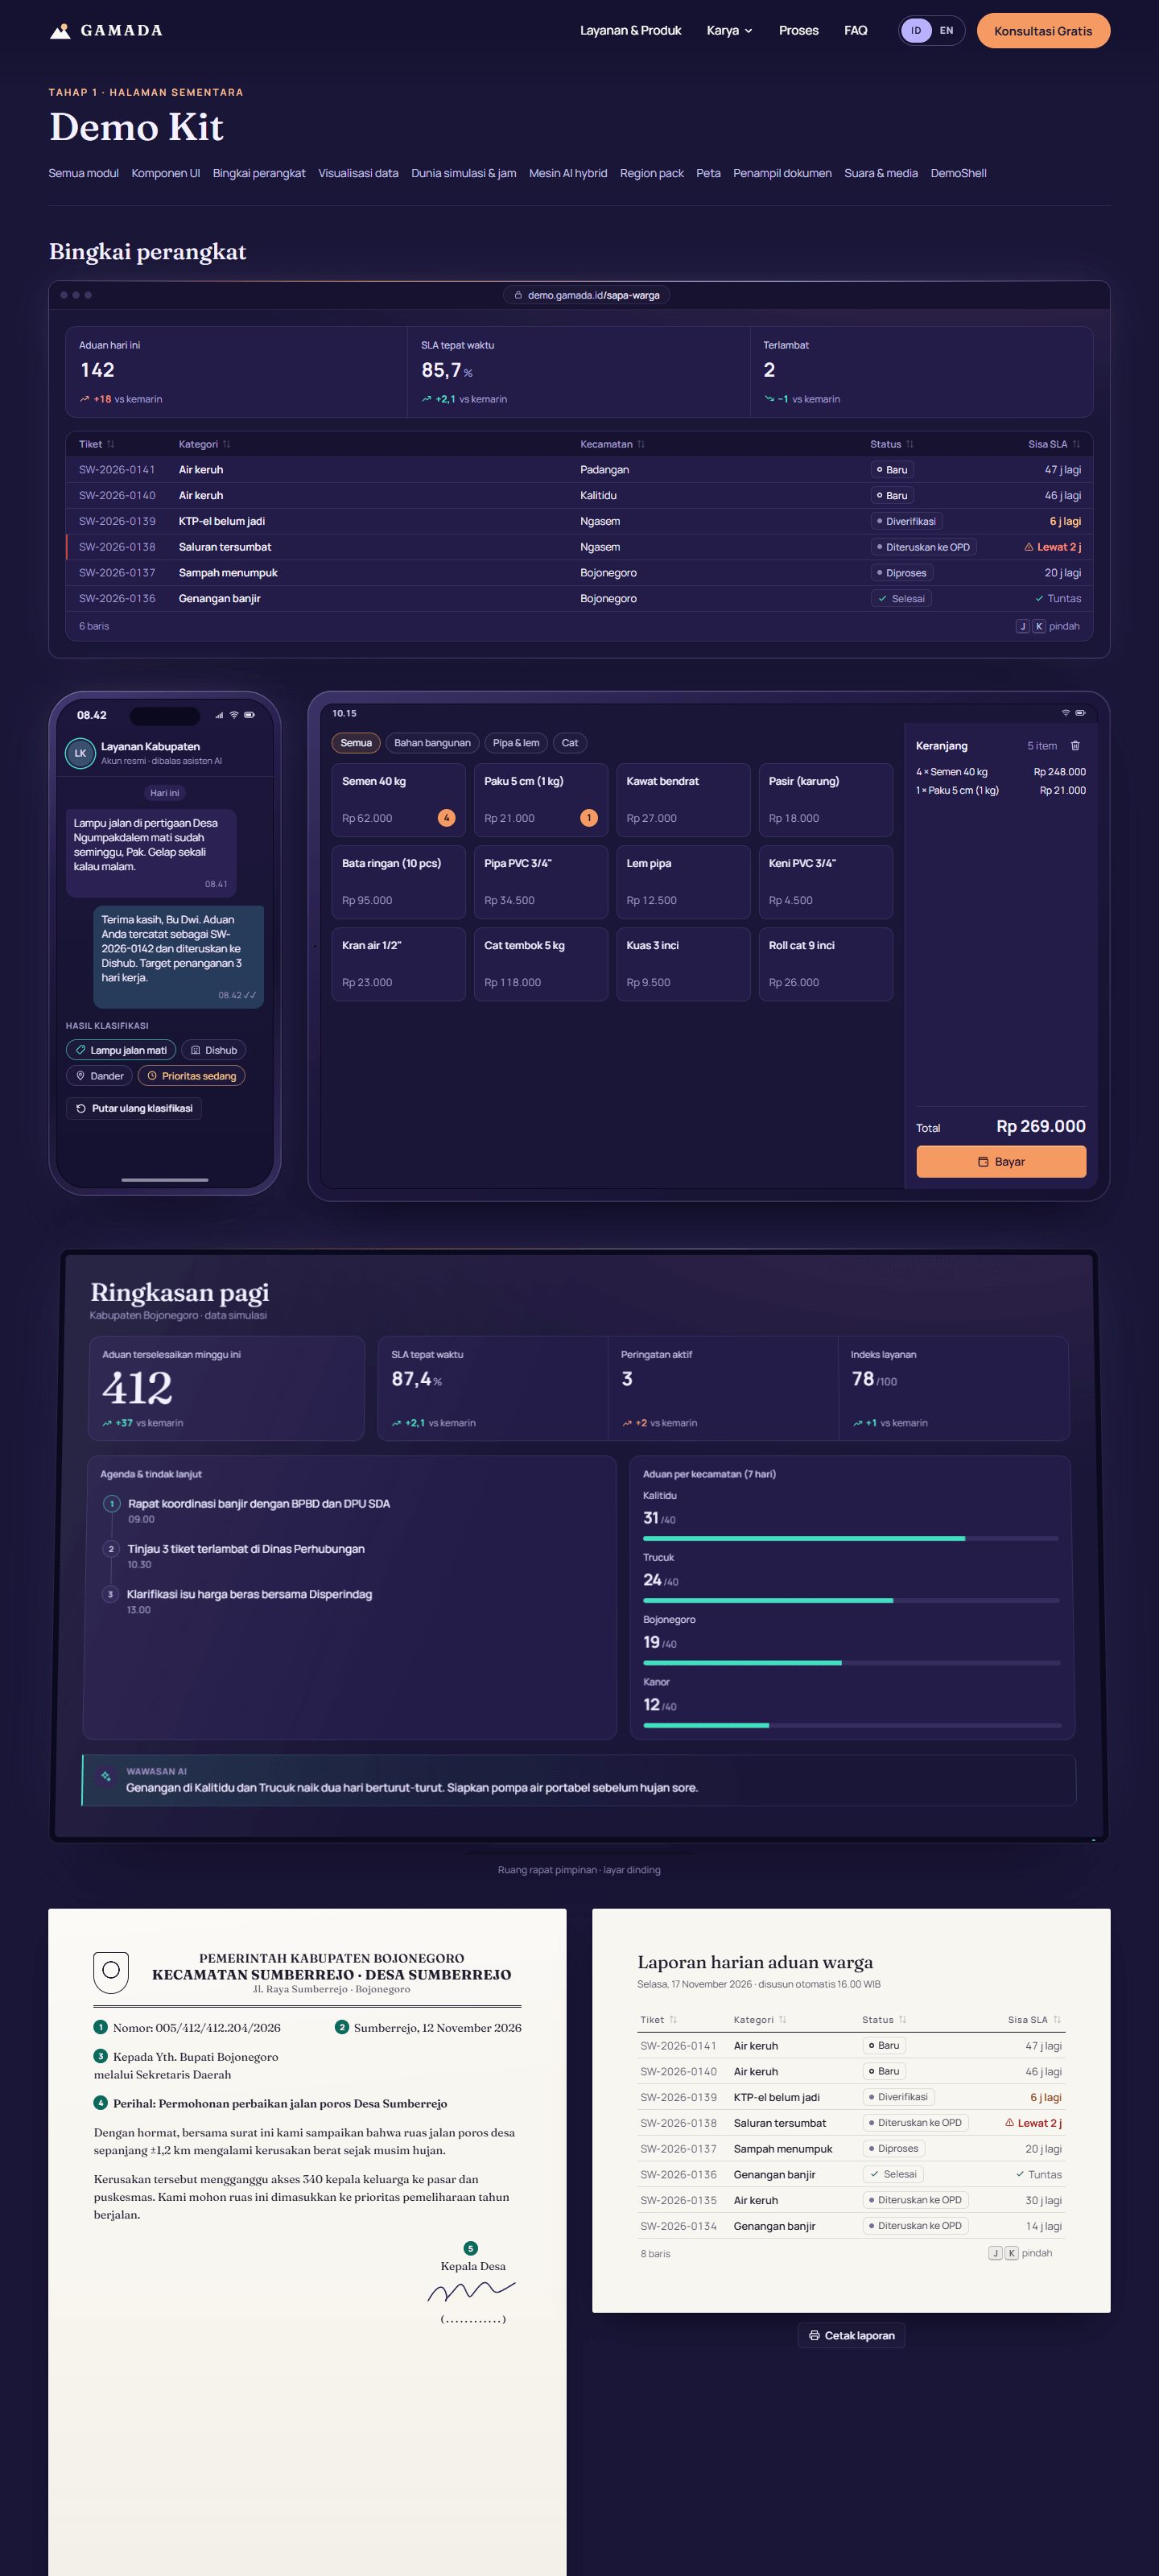 GAMADA
Layanan & Produk
Karya
Proses
FAQ
ID
EN
Konsultasi Gratis
TAHAP 1 · HALAMAN SEMENTARA
Demo Kit
Semua modul
Komponen UI
Bingkai perangkat
Visualisasi data
Dunia simulasi & jam
Mesin AI hybrid
Region pack
Peta
Penampil dokumen
Suara & media
DemoShell
Bingkai perangkat
demo.gamada.id/sapa-warga
Aduan hari ini
142
+18 vs kemarin
SLA tepat waktu
85,7 %
+2,1 vs kemarin
Terlambat
2
−1 vs kemarin
Tiket Kategori Kecamatan Status Sisa SLA
SW-2026-0141 Air keruh Padangan Baru 47 j lagi
SW-2026-0140 Air keruh Kalitidu Baru 46 j lagi
SW-2026-0139 KTP-el belum jadi Ngasem Diverifikasi 6 j lagi
SW-2026-0138 Saluran tersumbat Ngasem Diteruskan ke OPD Lewat 2 j
SW-2026-0137 Sampah menumpuk Bojonegoro Diproses 20 j lagi
SW-2026-0136 Genangan banjir Bojonegoro Selesai Tuntas
6 baris
J K pindah
08.42
LK
Layanan Kabupaten
Akun resmi · dibalas asisten AI
Hari ini
Lampu jalan di pertigaan Desa
Ngumpakdalem mati sudah
seminggu, Pak. Gelap sekali
kalau malam.
08.41
Terima kasih, Bu Dwi. Aduan
Anda tercatat sebagai SW-
2026-0142 dan diteruskan ke
Dishub. Target penanganan 3
hari kerja.
08.42 ✓✓
HASIL KLASIFIKASI
Lampu jalan mati
Dishub
Dander
Prioritas sedang
Putar ulang klasifikasi
10.15
Semua
Bahan bangunan
Pipa & lem
Cat
Semen 40 kg
Rp 62.000
4
Paku 5 cm (1 kg)
Rp 21.000
1
Kawat bendrat
Rp 27.000
Pasir (karung)
Rp 18.000
Bata ringan (10 pcs)
Rp 95.000
Pipa PVC 3/4"
Rp 34.500
Lem pipa
Rp 12.500
Keni PVC 3/4"
Rp 4.500
Kran air 1/2"
Rp 23.000
Cat tembok 5 kg
Rp 118.000
Kuas 3 inci
Rp 9.500
Roll cat 9 inci
Rp 26.000
Keranjang
5 item
4 × Semen 40 kg Rp 248.000
1 × Paku 5 cm (1 kg) Rp 21.000
Total Rp 269.000
Bayar
Ringkasan pagi
Kabupaten Bojonegoro · data simulasi
Aduan terselesaikan minggu ini
412
+37 vs kemarin
SLA tepat waktu
87,4 %
+2,1 vs kemarin
Peringatan aktif
3
+2 vs kemarin
Indeks layanan
78 /100
+1 vs kemarin
Agenda & tindak lanjut
1 Rapat koordinasi banjir dengan BPBD dan DPU SDA
09.00
2 Tinjau 3 tiket terlambat di Dinas Perhubungan
10.30
3 Klarifikasi isu harga beras bersama Disperindag
13.00
Aduan per kecamatan (7 hari)
Kalitidu
31 /40
Trucuk
24 /40
Bojonegoro
19 /40
Kanor
12 /40
WAWASAN AI
Genangan di Kalitidu dan Trucuk naik dua hari berturut-turut. Siapkan pompa air portabel sebelum hujan sore.
Ruang rapat pimpinan · layar dinding
PEMERINTAH KABUPATEN BOJONEGORO
KECAMATAN SUMBERREJO · DESA SUMBERREJO
Jl. Raya Sumberrejo · Bojonegoro
1 Nomor: 005/412/412.204/2026
2 Sumberrejo, 12 November 2026
3 Kepada Yth. Bupati Bojonegoro
melalui Sekretaris Daerah
4 Perihal: Permohonan perbaikan jalan poros Desa Sumberrejo
Dengan hormat, bersama surat ini kami sampaikan bahwa ruas jalan poros desa
sepanjang ±1,2 km mengalami kerusakan berat sejak musim hujan.
Kerusakan tersebut mengganggu akses 340 kepala keluarga ke pasar dan
puskesmas. Kami mohon ruas ini dimasukkan ke prioritas pemeliharaan tahun
berjalan.
5
Kepala Desa
(............)
Laporan harian aduan warga
Selasa, 17 November 2026 · disusun otomatis 16.00 WIB
Tiket Kategori Status Sisa SLA
SW-2026-0141 Air keruh Baru 47 j lagi
SW-2026-0140 Air keruh Baru 46 j lagi
SW-2026-0139 KTP-el belum jadi Diverifikasi 6 j lagi
SW-2026-0138 Saluran tersumbat Diteruskan ke OPD Lewat 2 j
SW-2026-0137 Sampah menumpuk Diproses 20 j lagi
SW-2026-0136 Genangan banjir Selesai Tuntas
SW-2026-0135 Air keruh Diteruskan ke OPD 30 j lagi
SW-2026-0134 Genangan banjir Diteruskan ke OPD 14 j lagi
8 baris
J K pindah
Cetak laporan